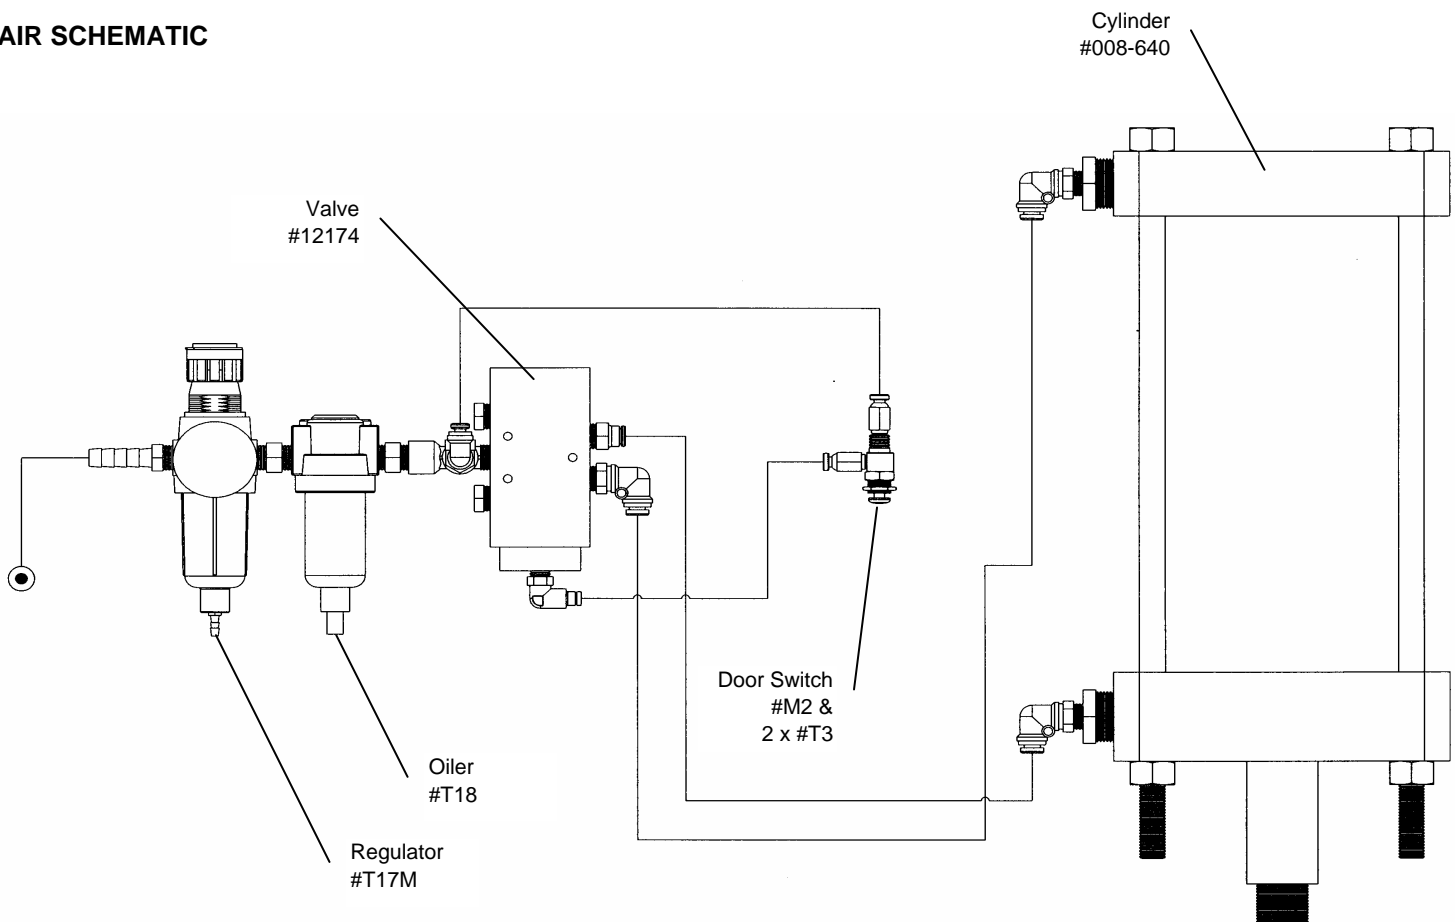 AIR SCHEMATIC
Cylinder
#008-640
Valve
#12174
Door Switch
#M2 &
2 x #T3
Oiler
#T18
Regulator
#T17M